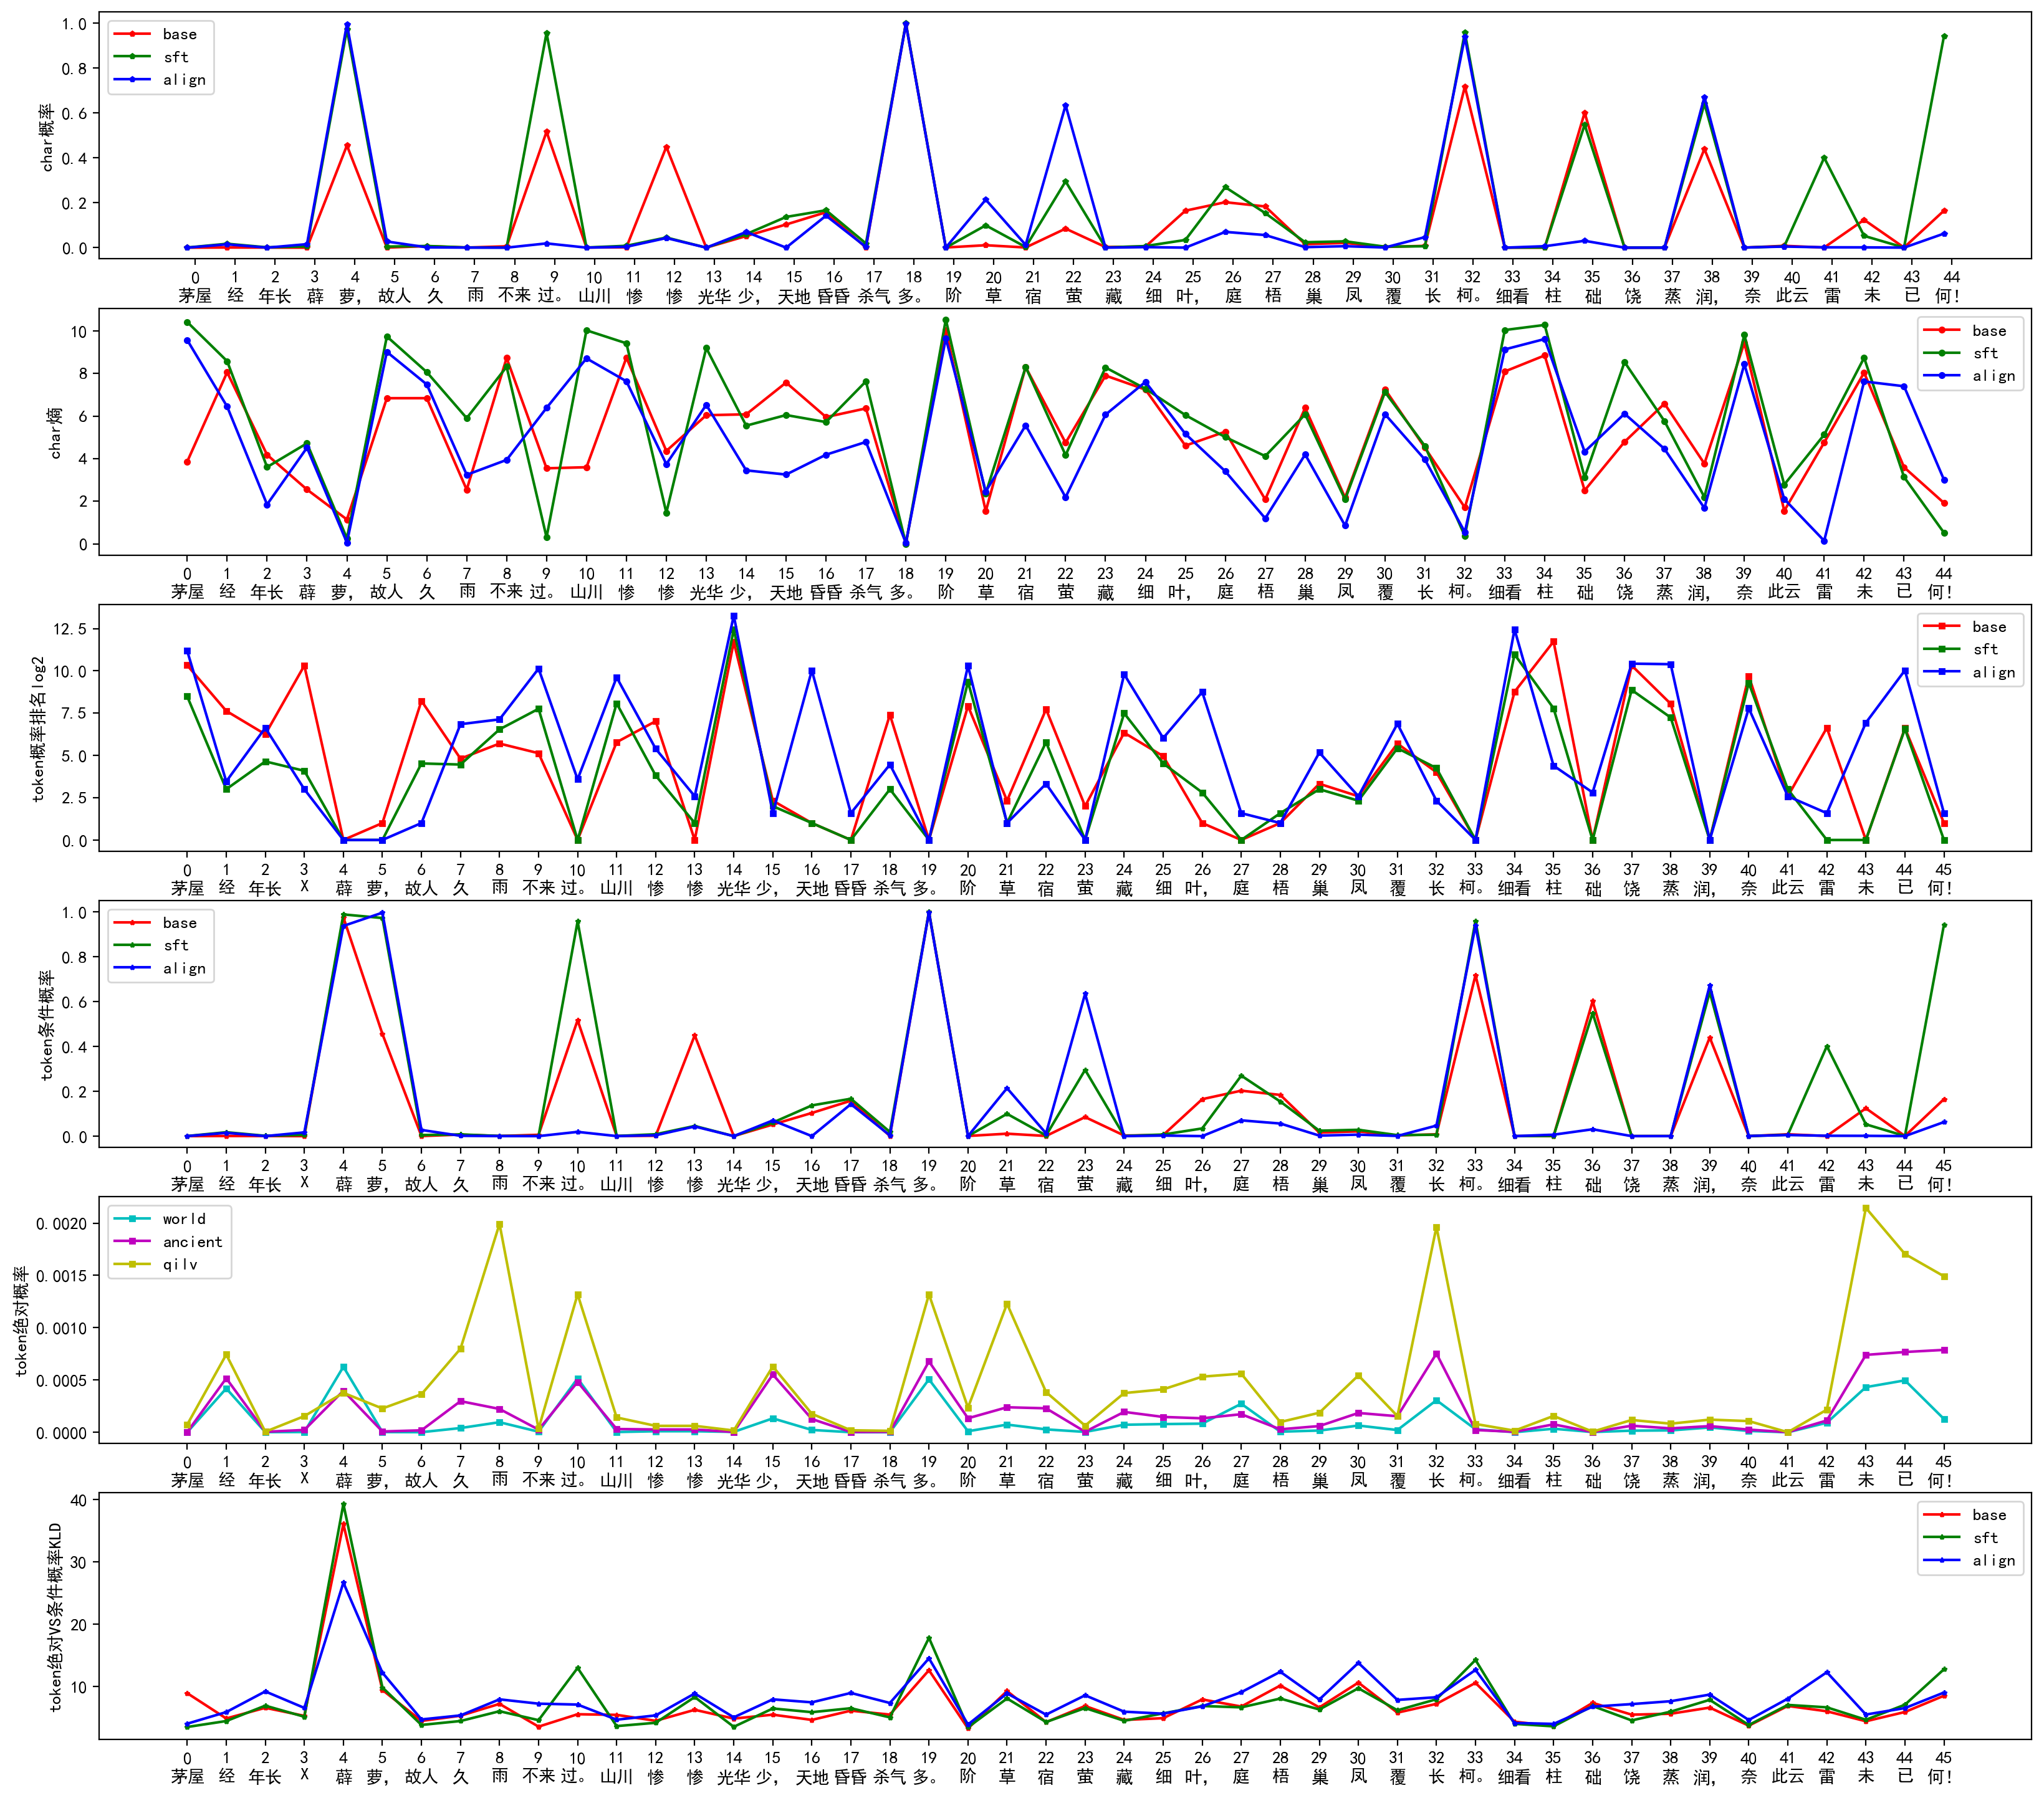 char概率
1.0
0.8
0.6
0.4
0.2
0.0
base
sft
align
0 1 2 3 4 5 6 7 8 9 10 11 12 13 14 15 16 17 18 19 20 21 22 23 24 25 26 27 28 29 30 31 32 33 34 35 36 37 38 39 40 41 42 43 44
茅屋 经 年长 薜 萝, 故人 久 雨 不来 过。 山川 惨 惨 光华 少, 天地 昏昏 杀气 多。 阶 草 宿 萤 藏 细 叶, 庭 梧 巢 凤 覆 长 柯。 细看 柱 础 饶 蒸 润, 奈 此云 雷 未 已 何!
char熵
10
8
6
4
2
0
base
sft
align
0 1 2 3 4 5 6 7 8 9 10 11 12 13 14 15 16 17 18 19 20 21 22 23 24 25 26 27 28 29 30 31 32 33 34 35 36 37 38 39 40 41 42 43 44
茅屋 经 年长 薜 萝, 故人 久 雨 不来 过。 山川 惨 惨 光华 少, 天地 昏昏 杀气 多。 阶 草 宿 萤 藏 细 叶, 庭 梧 巢 凤 覆 长 柯。 细看 柱 础 饶 蒸 润, 奈 此云 雷 未 已 何!
token概率排名log2
12.5
10.0
7.5
5.0
2.5
0.0
base
sft
align
0 1 2 3 4 5 6 7 8 9 10 11 12 13 14 15 16 17 18 19 20 21 22 23 24 25 26 27 28 29 30 31 32 33 34 35 36 37 38 39 40 41 42 43 44 45
茅屋 经 年长 X 薜 萝, 故人 久 雨 不来 过。 山川 惨 惨 光华 少, 天地 昏昏 杀气 多。 阶 草 宿 萤 藏 细 叶, 庭 梧 巢 凤 覆 长 柯。 细看 柱 础 饶 蒸 润, 奈 此云 雷 未 已 何!
token条件概率
1.0
0.8
0.6
0.4
0.2
0.0
base
sft
align
0 1 2 3 4 5 6 7 8 9 10 11 12 13 14 15 16 17 18 19 20 21 22 23 24 25 26 27 28 29 30 31 32 33 34 35 36 37 38 39 40 41 42 43 44 45
茅屋 经 年长 X 薜 萝, 故人 久 雨 不来 过。 山川 惨 惨 光华 少, 天地 昏昏 杀气 多。 阶 草 宿 萤 藏 细 叶, 庭 梧 巢 凤 覆 长 柯。 细看 柱 础 饶 蒸 润, 奈 此云 雷 未 已 何!
token绝对概率
0.0020
0.0015
0.0010
0.0005
0.0000
world
ancient
qilv
0 1 2 3 4 5 6 7 8 9 10 11 12 13 14 15 16 17 18 19 20 21 22 23 24 25 26 27 28 29 30 31 32 33 34 35 36 37 38 39 40 41 42 43 44 45
茅屋 经 年长 X 薜 萝, 故人 久 雨 不来 过。 山川 惨 惨 光华 少, 天地 昏昏 杀气 多。 阶 草 宿 萤 藏 细 叶, 庭 梧 巢 凤 覆 长 柯。 细看 柱 础 饶 蒸 润, 奈 此云 雷 未 已 何!
token绝对VS条件概率KLD
40
30
20
10
base
sft
align
0 1 2 3 4 5 6 7 8 9 10 11 12 13 14 15 16 17 18 19 20 21 22 23 24 25 26 27 28 29 30 31 32 33 34 35 36 37 38 39 40 41 42 43 44 45
茅屋 经 年长 X 薜 萝, 故人 久 雨 不来 过。 山川 惨 惨 光华 少, 天地 昏昏 杀气 多。 阶 草 宿 萤 藏 细 叶, 庭 梧 巢 凤 覆 长 柯。 细看 柱 础 饶 蒸 润, 奈 此云 雷 未 已 何!